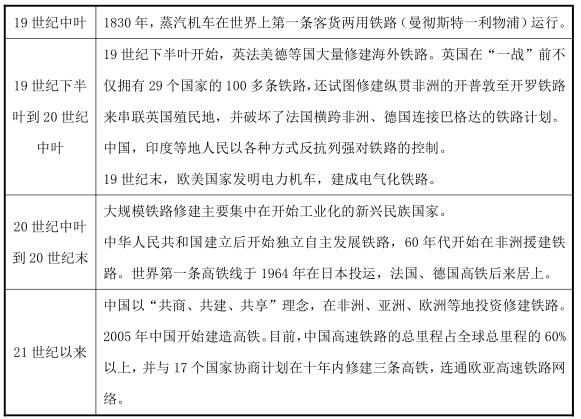 19 世纪中叶
1830 年，蒸汽机车在世界上第一条客货两用铁路（曼彻斯特一利物浦）运行。
19 世纪下半
叶到 20 世纪
中叶
19 世纪下半叶开始，英法美德等国大量修建海外铁路。英国在“一战”前不
仅拥有 29 个国家的 100 多条铁路，还试图修建纵贯非洲的开普敦至开罗铁路
来串联英国殖民地，并破坏了法国横跨非洲、德国连接巴格达的铁路计划。
中国，印度等地人民以各种方式反抗列强对铁路的控制。
19 世纪末，欧美国家发明电力机车，建成电气化铁路。
20 世纪中叶
到 20 世纪末
大规模铁路修建主要集中在开始工业化的新兴民族国家。
中华人民共和国建立后开始独立自主发展铁路，60 年代开始在非洲援建铁
路。世界第一条高铁线于 1964 年在日本投运，法国、德国高铁后来居上。
21 世纪以来
中国以“共商、共建、共享”理念，在非洲、亚洲、欧洲等地投资修建铁路。
2005 年中国开始建造高铁。目前，中国高速铁路的总里程占全球总里程的 60%
以上，并与 17 个国家协商计划在十年内修建三条高铁，连通欧亚高速铁路网
络。